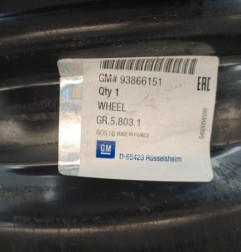 GM# 93866151
Qty 1
WHEEL
GR.5.803.1
EAC
GM
D-65423 Rüsselsheim